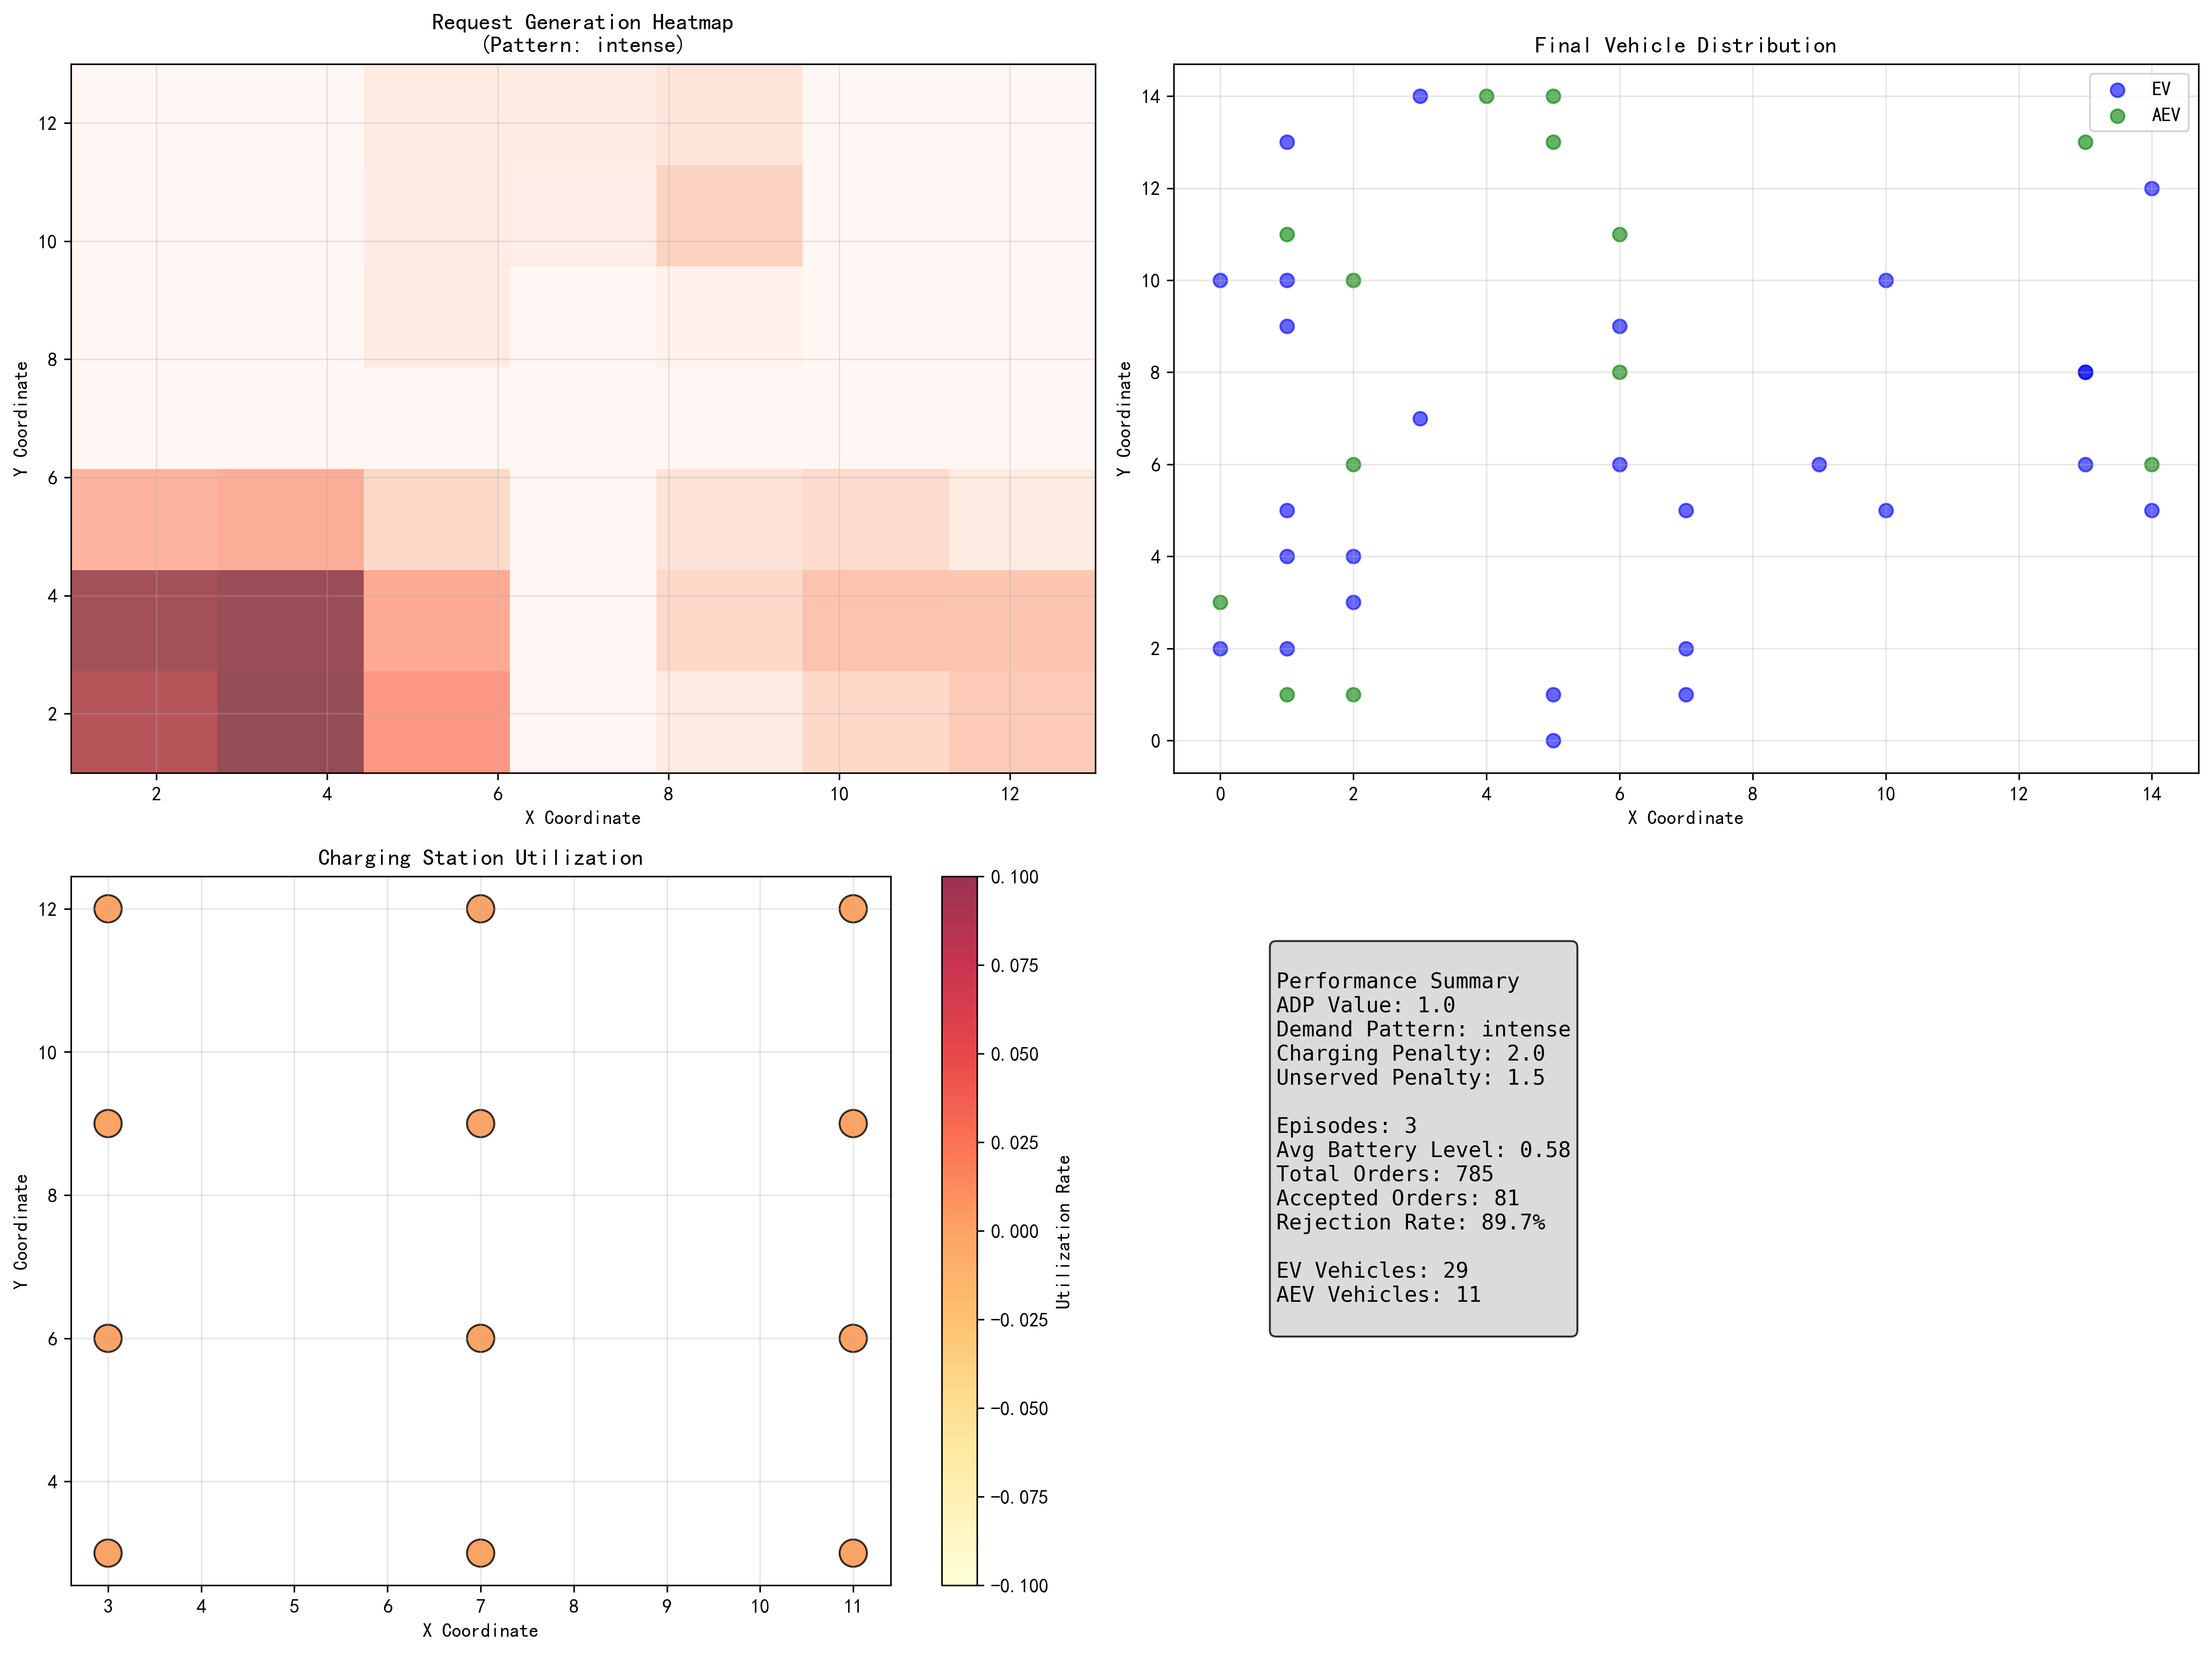 Request Generation Heatmap
(Pattern: intense)
12
10
8
6
4
2
Y Coordinate
2 4 6 8 10 12
X Coordinate
Final Vehicle Distribution
EV
AEV
14
12
10
8
6
4
2
0
Y Coordinate
0 2 4 6 8 10 12 14
X Coordinate
Charging Station Utilization
12
10
8
6
4
Y Coordinate
3 4 5 6 7 8 9 10 11
X Coordinate
0.100
0.075
0.050
0.025
0.000
−0.025
−0.050
−0.075
−0.100
Utilization Rate
Performance Summary
ADP Value: 1.0
Demand Pattern: intense
Charging Penalty: 2.0
Unserved Penalty: 1.5
Episodes: 3
Avg Battery Level: 0.58
Total Orders: 785
Accepted Orders: 81
Rejection Rate: 89.7%
EV Vehicles: 29
AEV Vehicles: 11